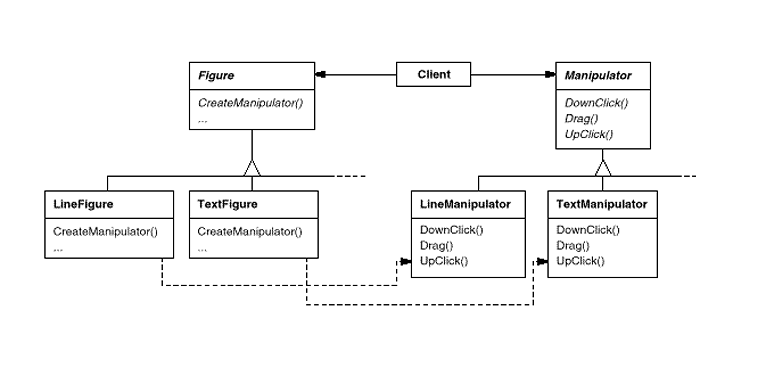 Figure
CreateManipulator()
...
Client
Manipulator
DownClick()
Drag()
UpClick()
LineFigure
CreateManipulator()
...
TextFigure
CreateManipulator()
...
LineManipulator
DownClick()
Drag()
UpClick()
TextManipulator
DownClick()
Drag()
UpClick()